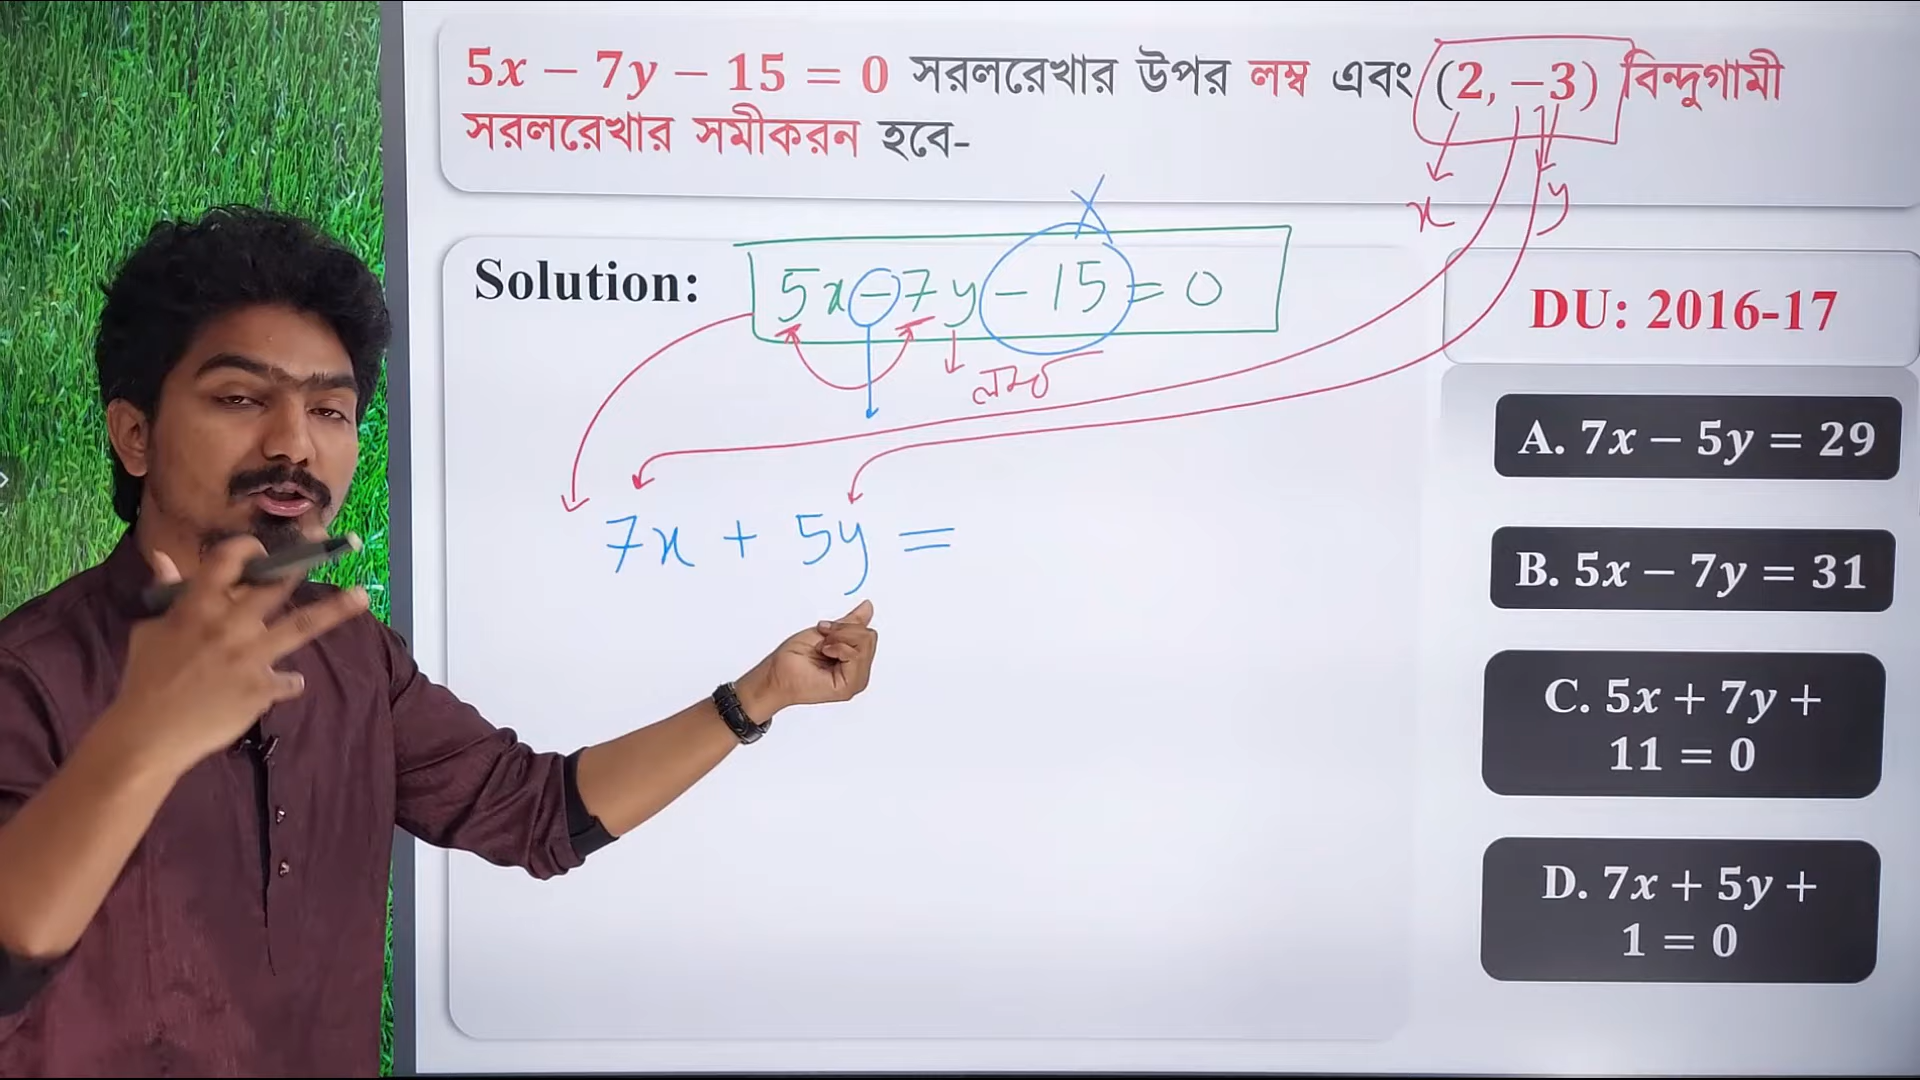 5x − 7y − 15 = 0 সরলরেখার উপর লম্ব এবং (2, −3) বিন্দুগামী
সরলরেখার সমীকরন হবে-
x
y
X
Solution:
5x − 7y − 15 = 0
লম্ব
DU: 2016-17
7x + 5y =
A. 7x − 5y = 29
B. 5x − 7y = 31
C. 5x + 7y +
11 = 0
D. 7x + 5y +
1 = 0